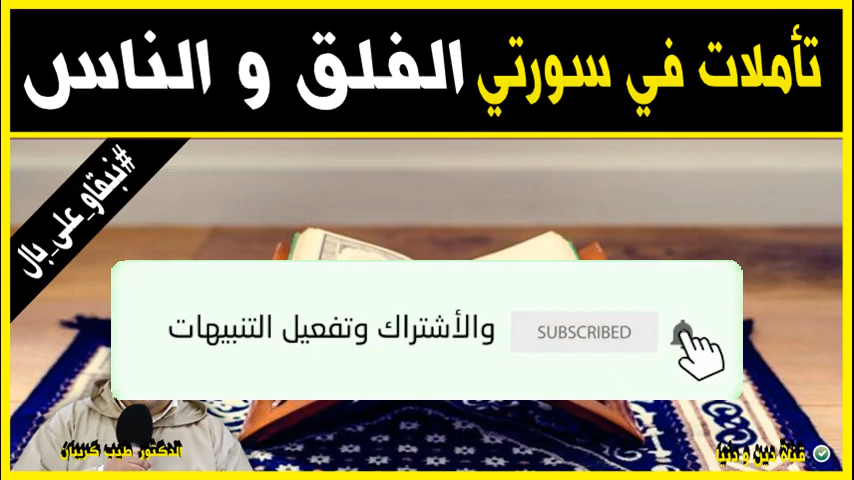 تأملات في سورتي الفلق و الناس
#نبقاو_على_بال
والأشتراك وتفعيل التنبيهات
SUBSCRIBED
الدكتور طيب كريبان
قناة دين و دنيا